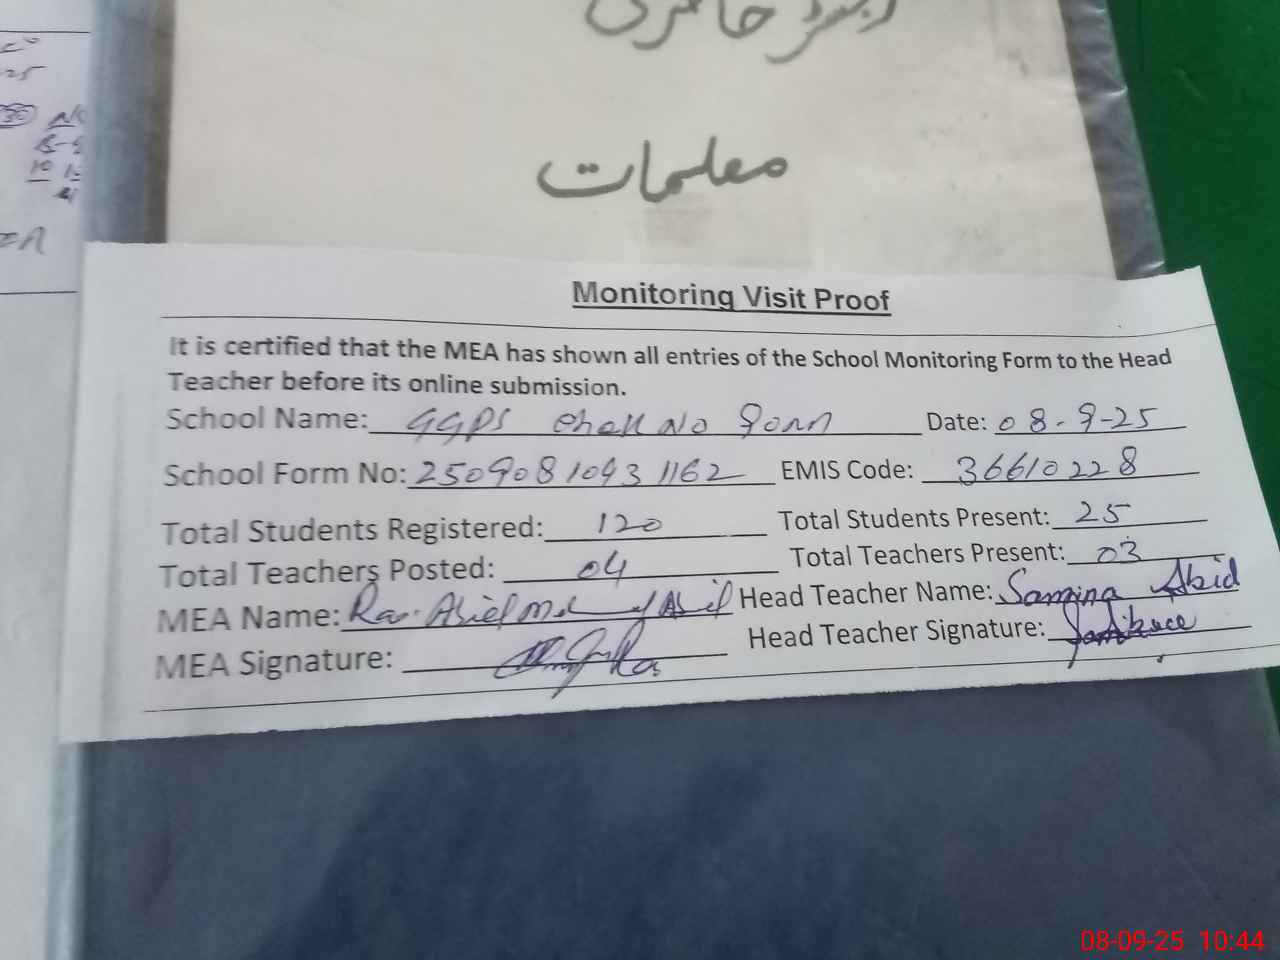 معلمات
Monitoring Visit Proof
It is certified that the MEA has shown all entries of the School Monitoring Form to the Head
Teacher before its online submission.
School Name: GGPS Chak No Date: 08-9-25
School Form No: 2509081043 1162 EMIS Code: 36610228
Total Students Registered: 120 Total Students Present: 25
Total Teachers Posted: 04 Total Teachers Present: 03
MEA Name: Head Teacher Name: Samina Abid
MEA Signature: Head Teacher Signature:
08-09-25 10:44